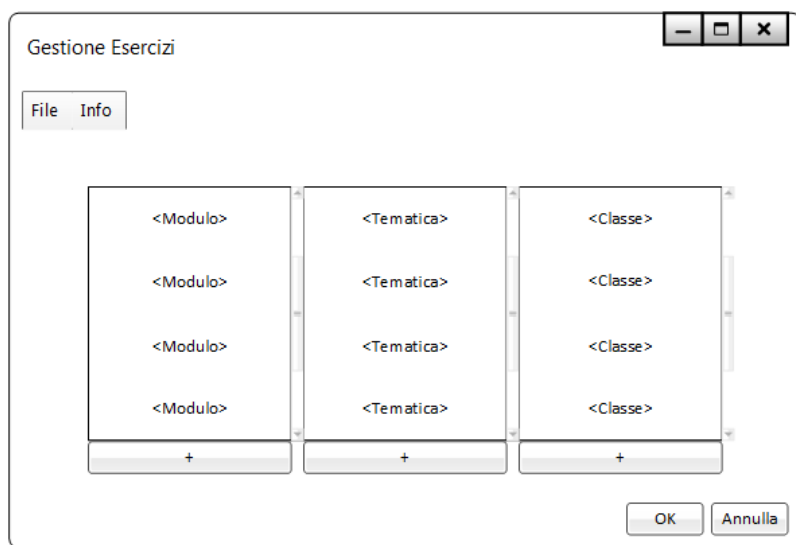 Gestione Esercizi
File Info
<Modulo> <Tematica> <Classe>
<Modulo> <Tematica> <Classe>
<Modulo> <Tematica> <Classe>
<Modulo> <Tematica> <Classe>
+ + +
OK Annulla